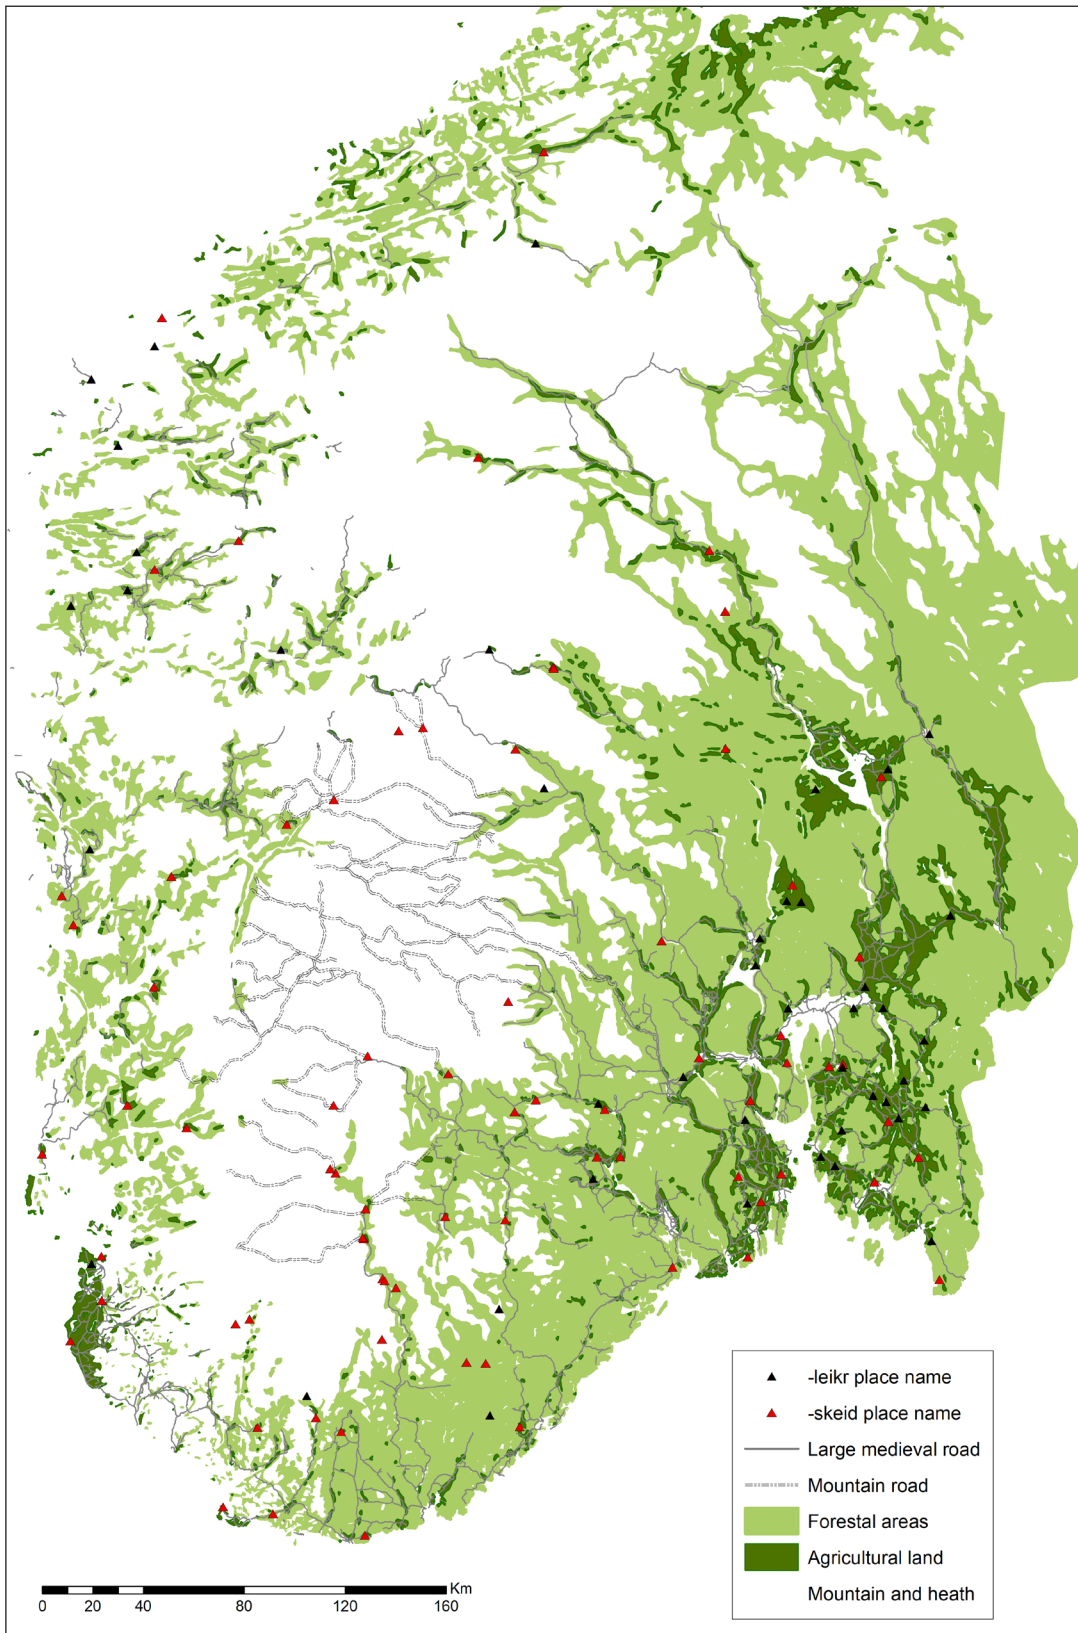 -leikr place name
-skeid place name
Large medieval road
Mountain road
Forestal areas
Agricultural land
Mountain and heath
Km
0 20 40 80 120 160